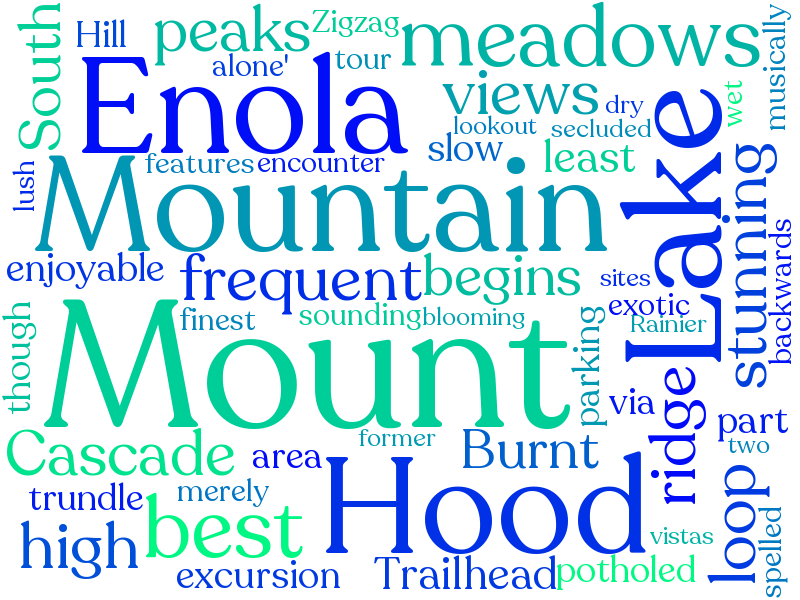 South
Hill
peaks
Zigzag
meadows
musically
alone'
tour
Enola
views
dry
wet
lookout
secluded
slow
least
features
encounter
lush
Mountain
Lake
stunning
backwards
enjoyable
frequent
begins
sites
exotic
Rainier
though
finest
sounding
blooming
Mount
parking
via
ridge
part
Cascade
area
former
Burnt
two
trundle
merely
Hood
loop
spelled
high
best
vistas
excursion
Trailhead
potholed